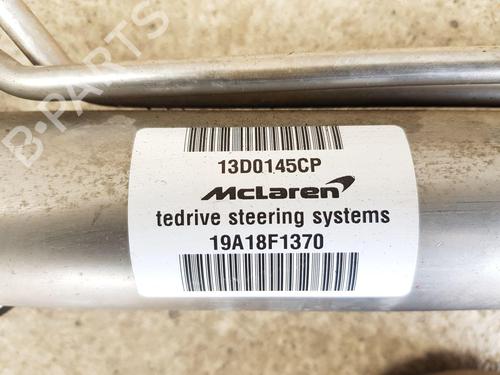 B-PARTS
13D0145CP
McLaren
tedrive steering systems
19A18F1370